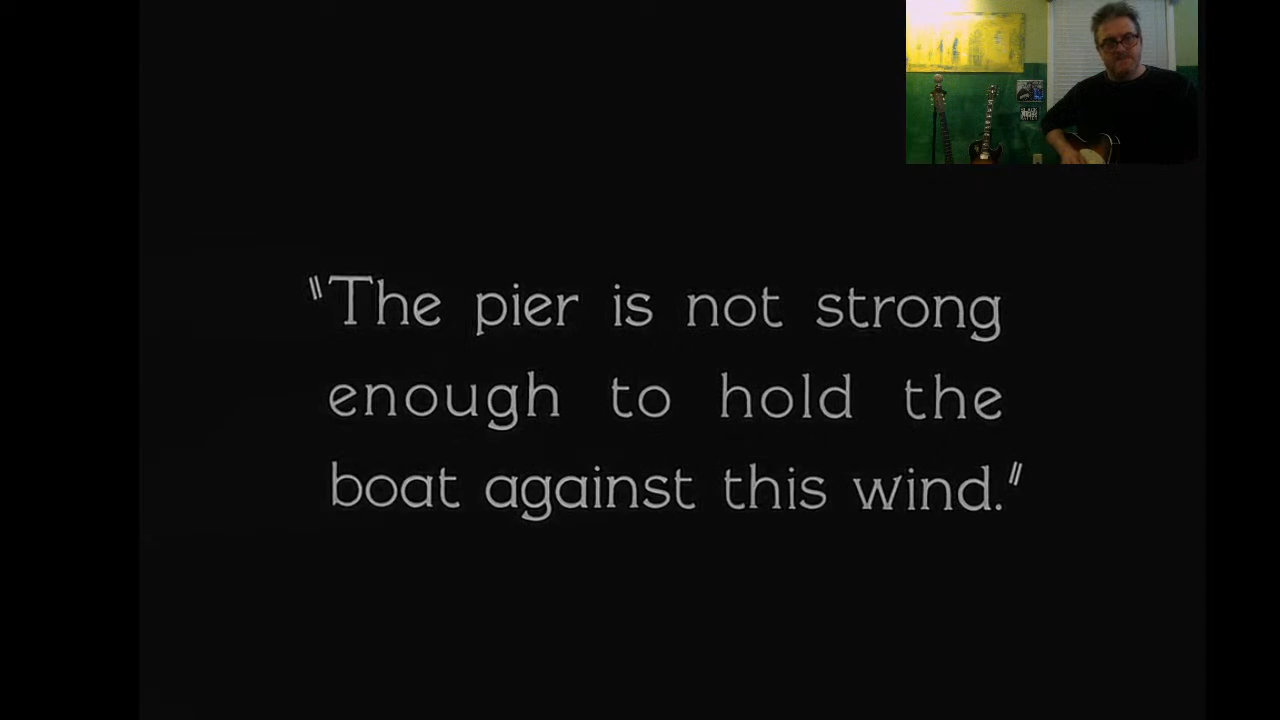 "The pier is not strong
enough to hold the
boat against this wind."